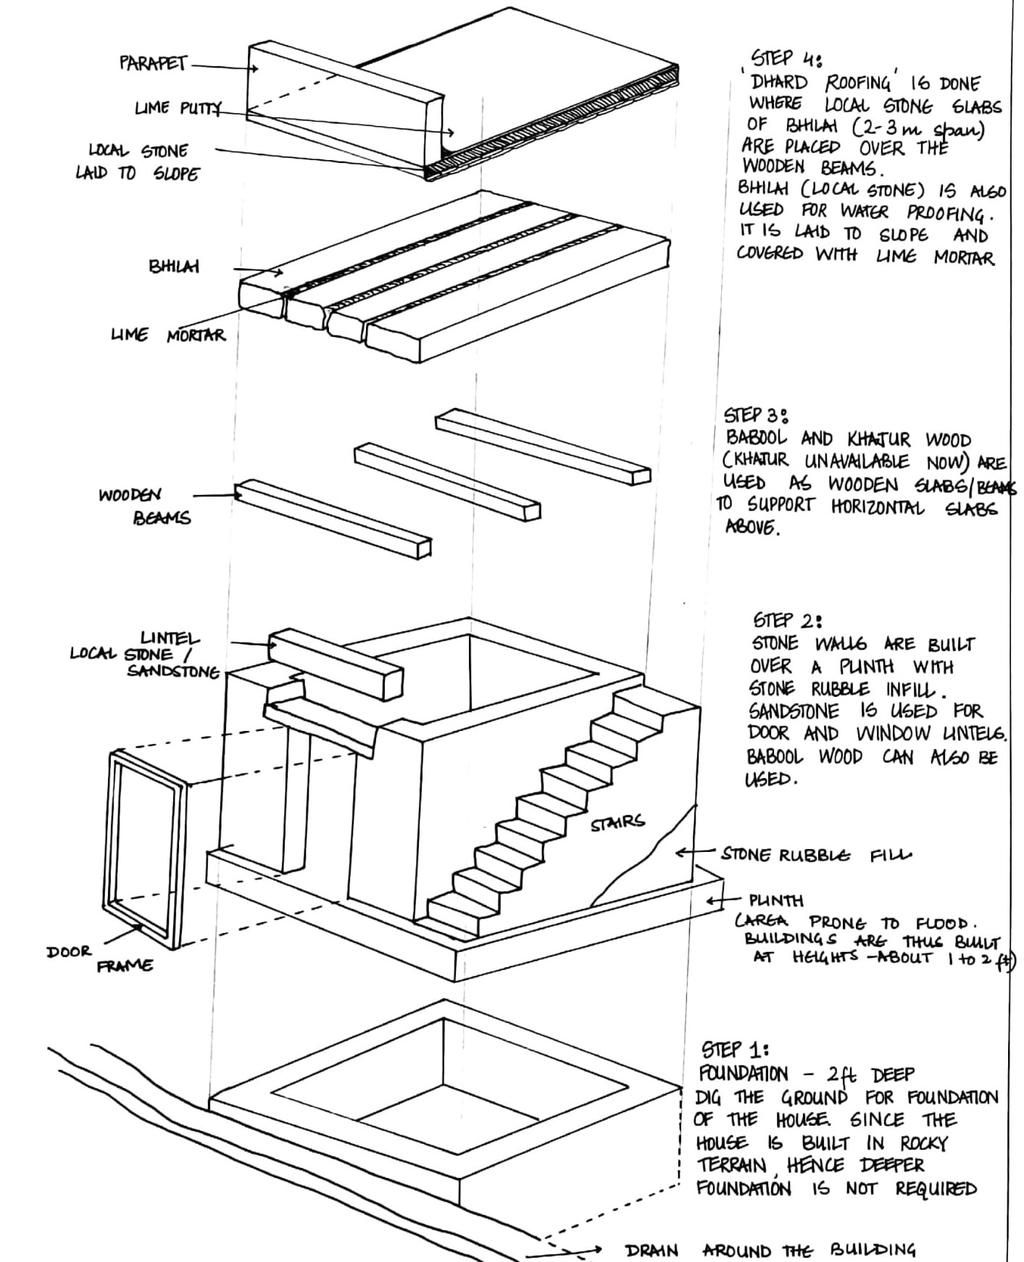 PARAPET
LIME PUTTY
LOCAL STONE
LAID TO SLOPE
STEP 4:
'DHARD ROOFING' IS DONE
WHERE LOCAL STONE SLABS
OF BHILAI (2-3 m span)
ARE PLACED OVER THE
WOODEN BEAMS.
BHILAI (LOCAL STONE) IS ALSO
USED FOR WATER PROOFING.
IT IS LAID TO SLOPE AND
COVERED WITH LIME MORTAR
BHILAI
LIME MORTAR
STEP 3:
BABOOL AND KHATUR WOOD
(KHATUR UNAVAILABLE NOW) ARE
USED AS WOODEN SLABS/BEAMS
TO SUPPORT HORIZONTAL SLABS
ABOVE.
WOODEN
BEAMS
LINTEL
LOCAL STONE /
SANDSTONE
STEP 2:
STONE WALLS ARE BUILT
OVER A PLINTH WITH
STONE RUBBLE INFILL.
SANDSTONE IS USED FOR
DOOR AND WINDOW LINTELS.
BABOOL WOOD CAN ALSO BE
USED.
STAIRS
STONE RUBBLE FILL
PLINTH
(AREA PRONE TO FLOOD.
BUILDINGS ARE THUS BUILT
AT HEIGHTS -ABOUT 1 to 2 ft)
DOOR
FRAME
STEP 1:
FOUNDATION - 2ft DEEP
DIG THE GROUND FOR FOUNDATION
OF THE HOUSE. SINCE THE
HOUSE IS BUILT IN ROCKY
TERRAIN, HENCE DEEPER
FOUNDATION IS NOT REQUIRED
DRAIN AROUND THE BUILDING